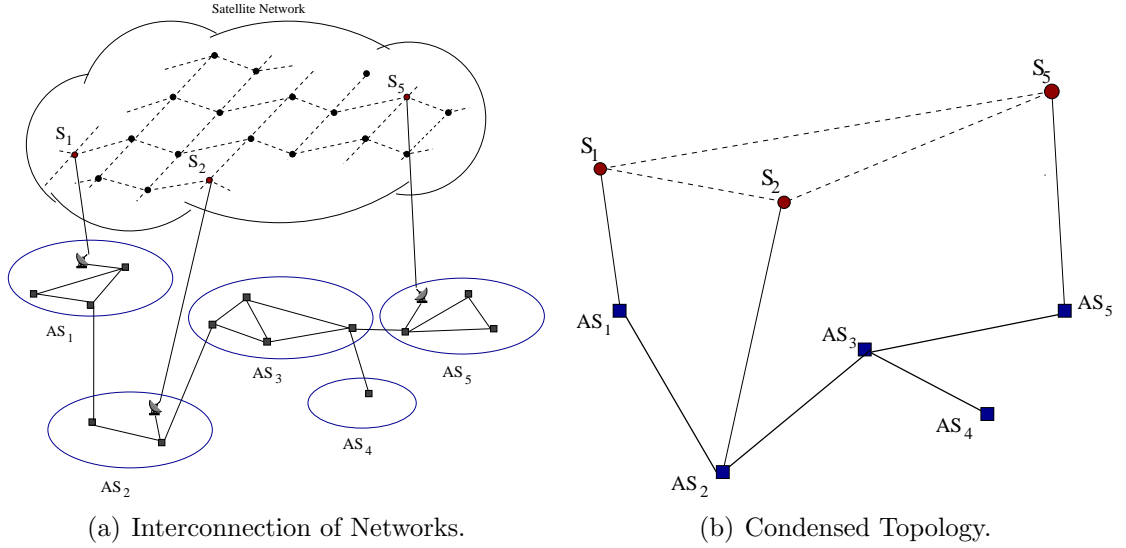 Satellite Network
S5
S1
S2
AS1
AS3
AS5
AS4
AS2
(a) Interconnection of Networks.
S5
S1
S2
AS1
AS5
AS3
AS4
AS2
(b) Condensed Topology.